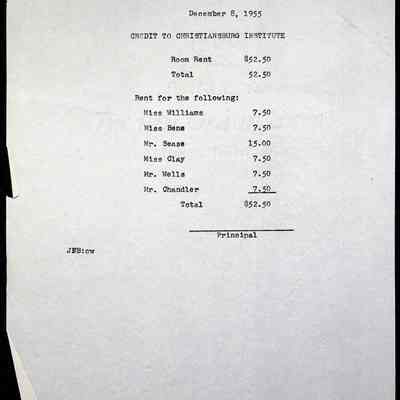 December 8, 1955
CREDIT TO CHRISTIANSBURG INSTITUTE
Room Rent $52.50
Total 52.50
Rent for the following:
Miss Williams 7.50
Miss Bens 7.50
Mr. Sease 15.00
Miss Clay 7.50
Mr. Wells 7.50
Mr. Chandler 7.50
Total $52.50
Principal
JNB:ow